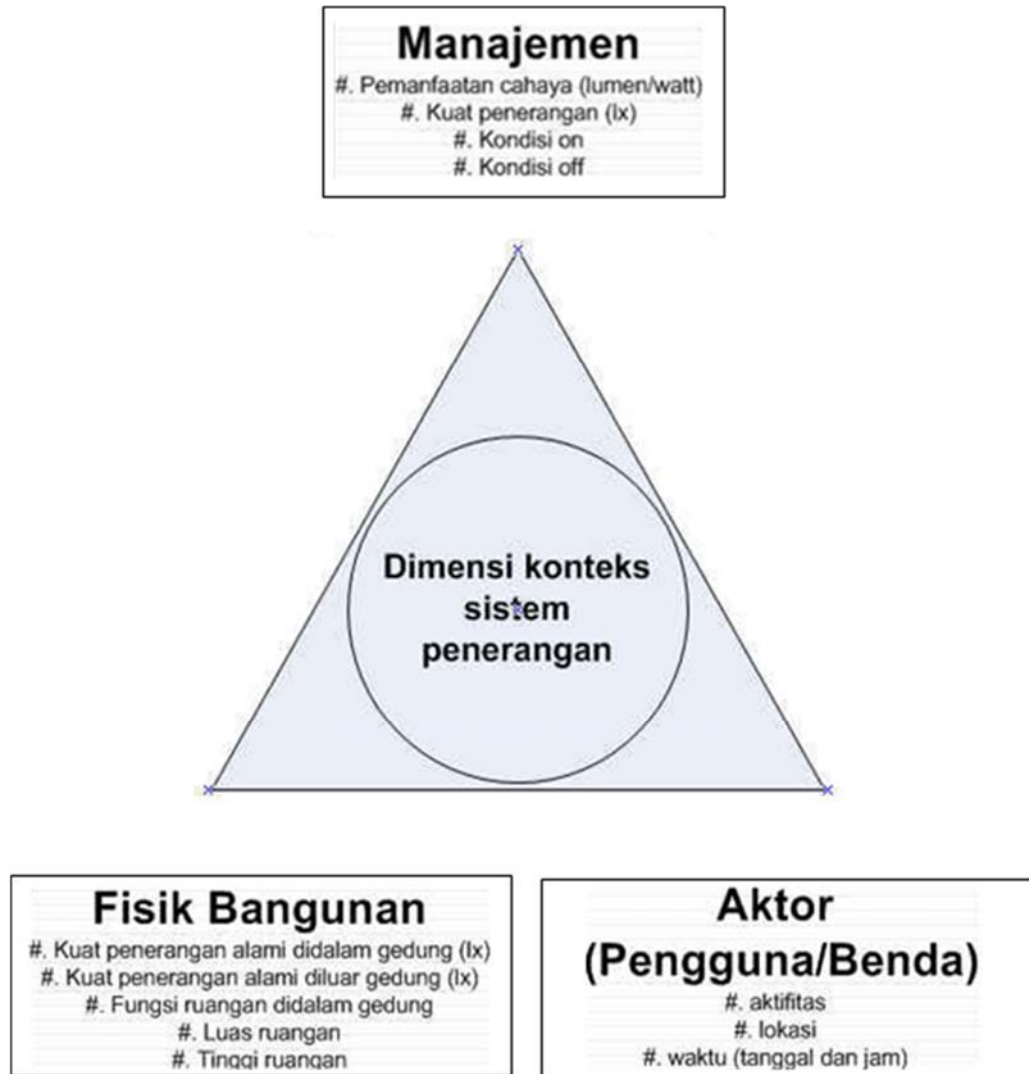 Manajemen
#. Pemanfaatan cahaya (lumen/watt)
#. Kuat penerangan (lx)
#. Kondisi on
#. Kondisi off
Dimensi konteks
sistem
penerangan
Fisik Bangunan
#. Kuat penerangan alami didalam gedung (lx)
#. Kuat penerangan alami diluar gedung (lx)
#. Fungsi ruangan didalam gedung
#. Luas ruangan
#. Tinggi ruangan
Aktor
(Pengguna/Benda)
#. aktifitas
#. lokasi
#. waktu (tanggal dan jam)